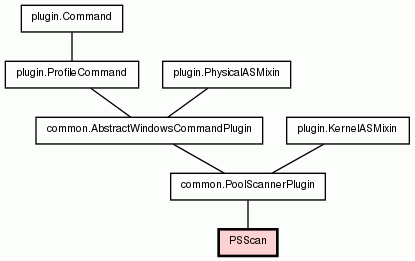 plugin.Command
plugin.ProfileCommand
plugin.PhysicalASMixin
common.AbstractWindowsCommandPlugin
plugin.KernelASMixin
common.PoolScannerPlugin
PSScan